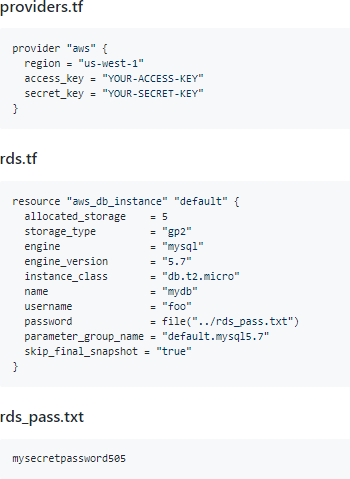 providers.tf
provider "aws" {
  region = "us-west-1"
  access_key = "YOUR-ACCESS-KEY"
  secret_key = "YOUR-SECRET-KEY"
}
rds.tf
resource "aws_db_instance" "default" {
  allocated_storage    = 5
  storage_type         = "gp2"
  engine               = "mysql"
  engine_version       = "5.7"
  instance_class       = "db.t2.micro"
  name                 = "mydb"
  username             = "foo"
  password             = file("../rds_pass.txt")
  parameter_group_name = "default.mysql5.7"
  skip_final_snapshot = "true"
}
rds_pass.txt
mysecretpassword505